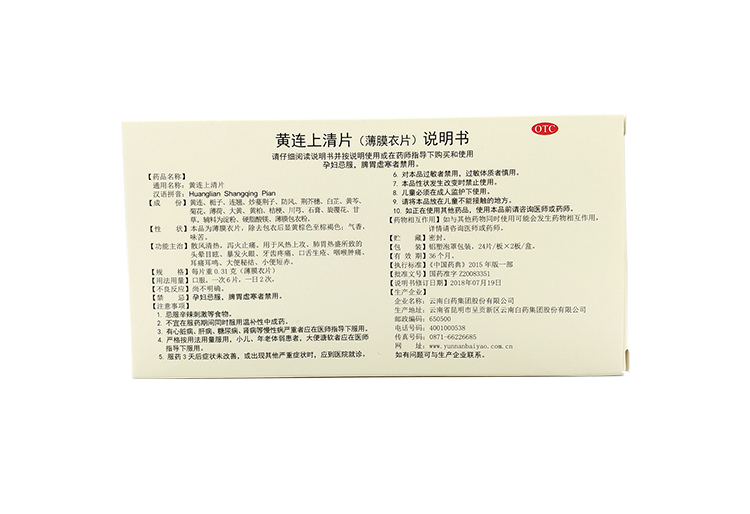 OTC
黄连上清片（薄膜衣片）说明书
请仔细阅读说明书并按说明使用或在药师指导下购买和使用
孕妇忌服，脾胃虚寒者禁用。
【药品名称】
通用名称：黄连上清片
汉语拼音：Huanglian Shangqing Pian
【成　　份】黄连、栀子、连翘、炒蔓荆子、防风、荆芥穗、白芷、黄芩、
菊花、薄荷、大黄、黄柏、桔梗、川芎、石膏、旋覆花、甘
草。辅料为淀粉、硬脂酸镁、薄膜包衣粉。
【性　　状】本品为薄膜衣片，除去包衣后显黄棕色至棕褐色；气香，
味苦。
【功能主治】散风清热，泻火止痛。用于风热上攻、肺胃热盛所致的
头晕目眩、暴发火眼、牙齿疼痛、口舌生疮、咽喉肿痛、
耳痛耳鸣、大便秘结、小便短赤。
【规　　格】每片重0.31克（薄膜衣片）
【用法用量】口服。一次6片，一日2次。
【不良反应】尚不明确。
【禁　　忌】孕妇忌服，脾胃虚寒者禁用。
【注意事项】
1. 忌服辛辣刺激等食物。
2. 不宜在服药期间同时服用温补性中成药。
3. 有心脏病、肝病、糖尿病、肾病等慢性病严重者应在医师指导下服用。
4. 严格按用法用量服用，小儿、年老体弱患者、大便溏软者应在医师
指导下服用。
5. 服药3天后症状未改善，或出现其他严重症状时，应到医院就诊。
6. 对本品过敏者禁用，过敏体质者慎用。
7. 本品性状发生改变时禁止使用。
8. 儿童必须在成人监护下使用。
9. 请将本品放在儿童不能接触的地方。
10. 如正在使用其他药品，使用本品前请咨询医师或药师。
【药物相互作用】如与其他药物同时使用可能会发生药物相互作用，
详情请咨询医师或药师。
【贮　　藏】密封。
【包　　装】铝塑泡罩包装，24片/板×2板/盒。
【有 效 期】36个月。
【执行标准】《中国药典》2015年版一部
【批准文号】国药准字Z20083351
【说明书修订日期】2018年07月19日
【生产企业】
企业名称：云南白药集团股份有限公司
生产地址：云南省昆明市呈贡新区云南白药集团股份有限公司
邮政编码：650500
电话号码：4001000538
传真号码：0871-66226685
网　　址：www.yunnanbaiyao.com.cn
如有问题可与生产企业联系。